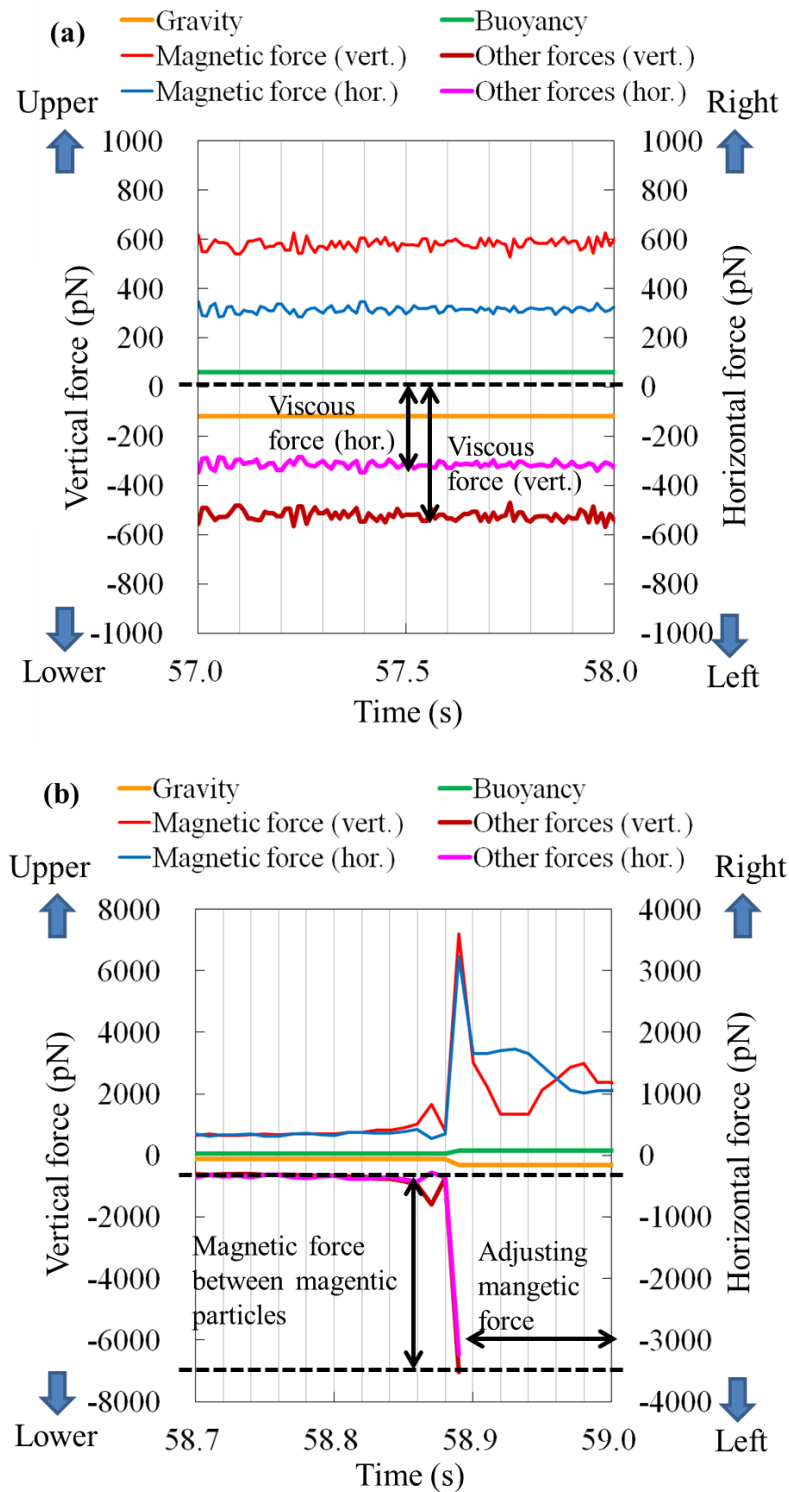 (a)
Gravity
Buoyancy
Magnetic force (vert.)
Other forces (vert.)
Magnetic force (hor.)
Other forces (hor.)
Upper
Right
1000
800
600
400
200
0
-200
-400
-600
-800
-1000
Vertical force (pN)
Viscous
force (hor.)
Viscous
force (vert.)
1000
800
600
400
200
0
-200
-400
-600
-800
-1000
Horizontal force (pN)
Lower
Left
57.0
57.5
58.0
Time (s)
(b)
Gravity
Buoyancy
Magnetic force (vert.)
Other forces (vert.)
Magnetic force (hor.)
Other forces (hor.)
Upper
Right
8000
6000
4000
2000
0
-2000
-4000
-6000
-8000
Vertical force (pN)
Magnetic force
between magentic
particles
Adjusting
mangetic
force
4000
3000
2000
1000
0
-1000
-2000
-3000
-4000
Horizontal force (pN)
Lower
Left
58.7
58.8
58.9
59.0
Time (s)